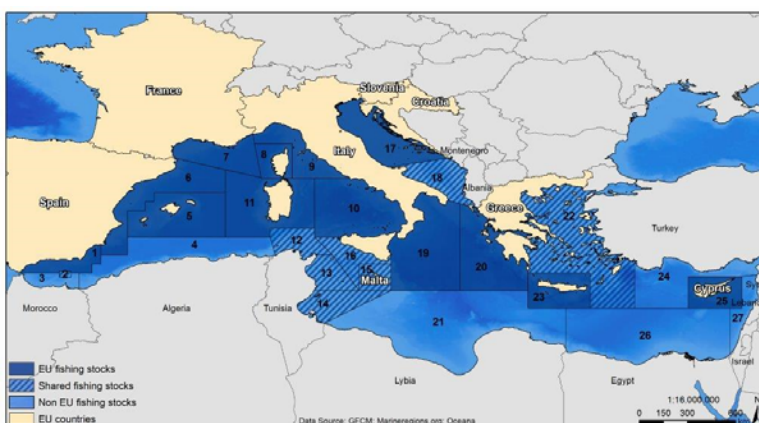 Slovenia
France
Croatia
8
7
9
Italy
17
Montenegro
6
18
Albania
Spain
11
5
10
Greece
22
Turkey
12
4
16
1
19
20
24
Cyprus
3
2
13
15
Malta
23
25
Morocco
Algeria
Tunisia
14
27
21
26
Israel
EU fishing stocks
Lybia
Egypt
Shared fishing stocks
Non EU fishing stocks
1:16.000.000
EU countries
Data Source: GFCM; Marineregions.org; Oceana
0 150 300 600